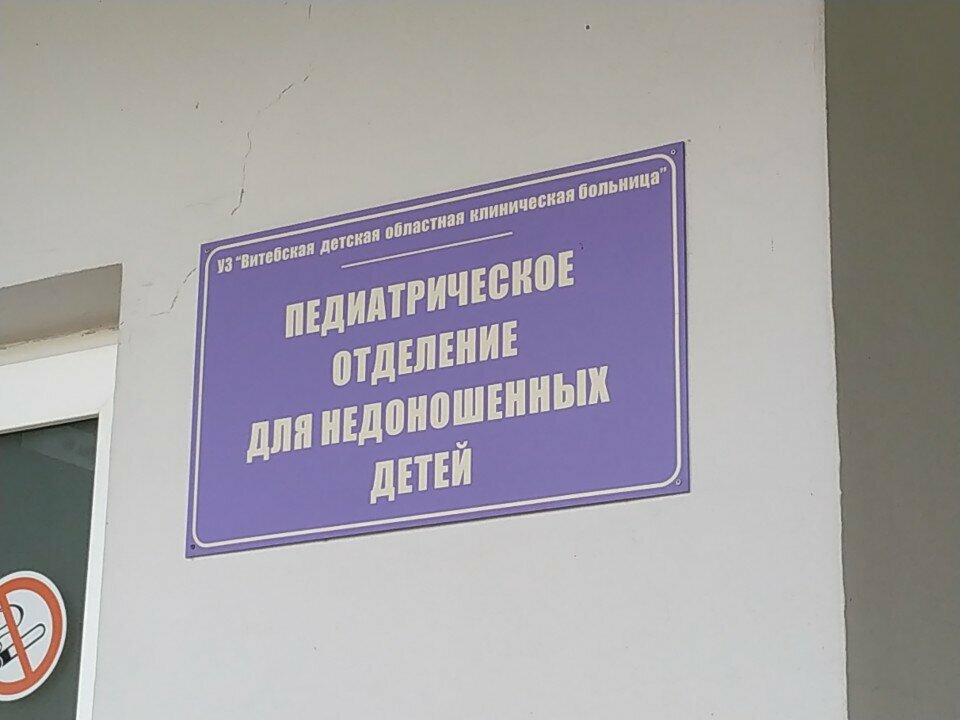 УЗ "Витебская детская областная клиническая больница"
ПЕДИАТРИЧЕСКОЕ
ОТДЕЛЕНИЕ
ДЛЯ НЕДОНОШЕННЫХ
ДЕТЕЙ